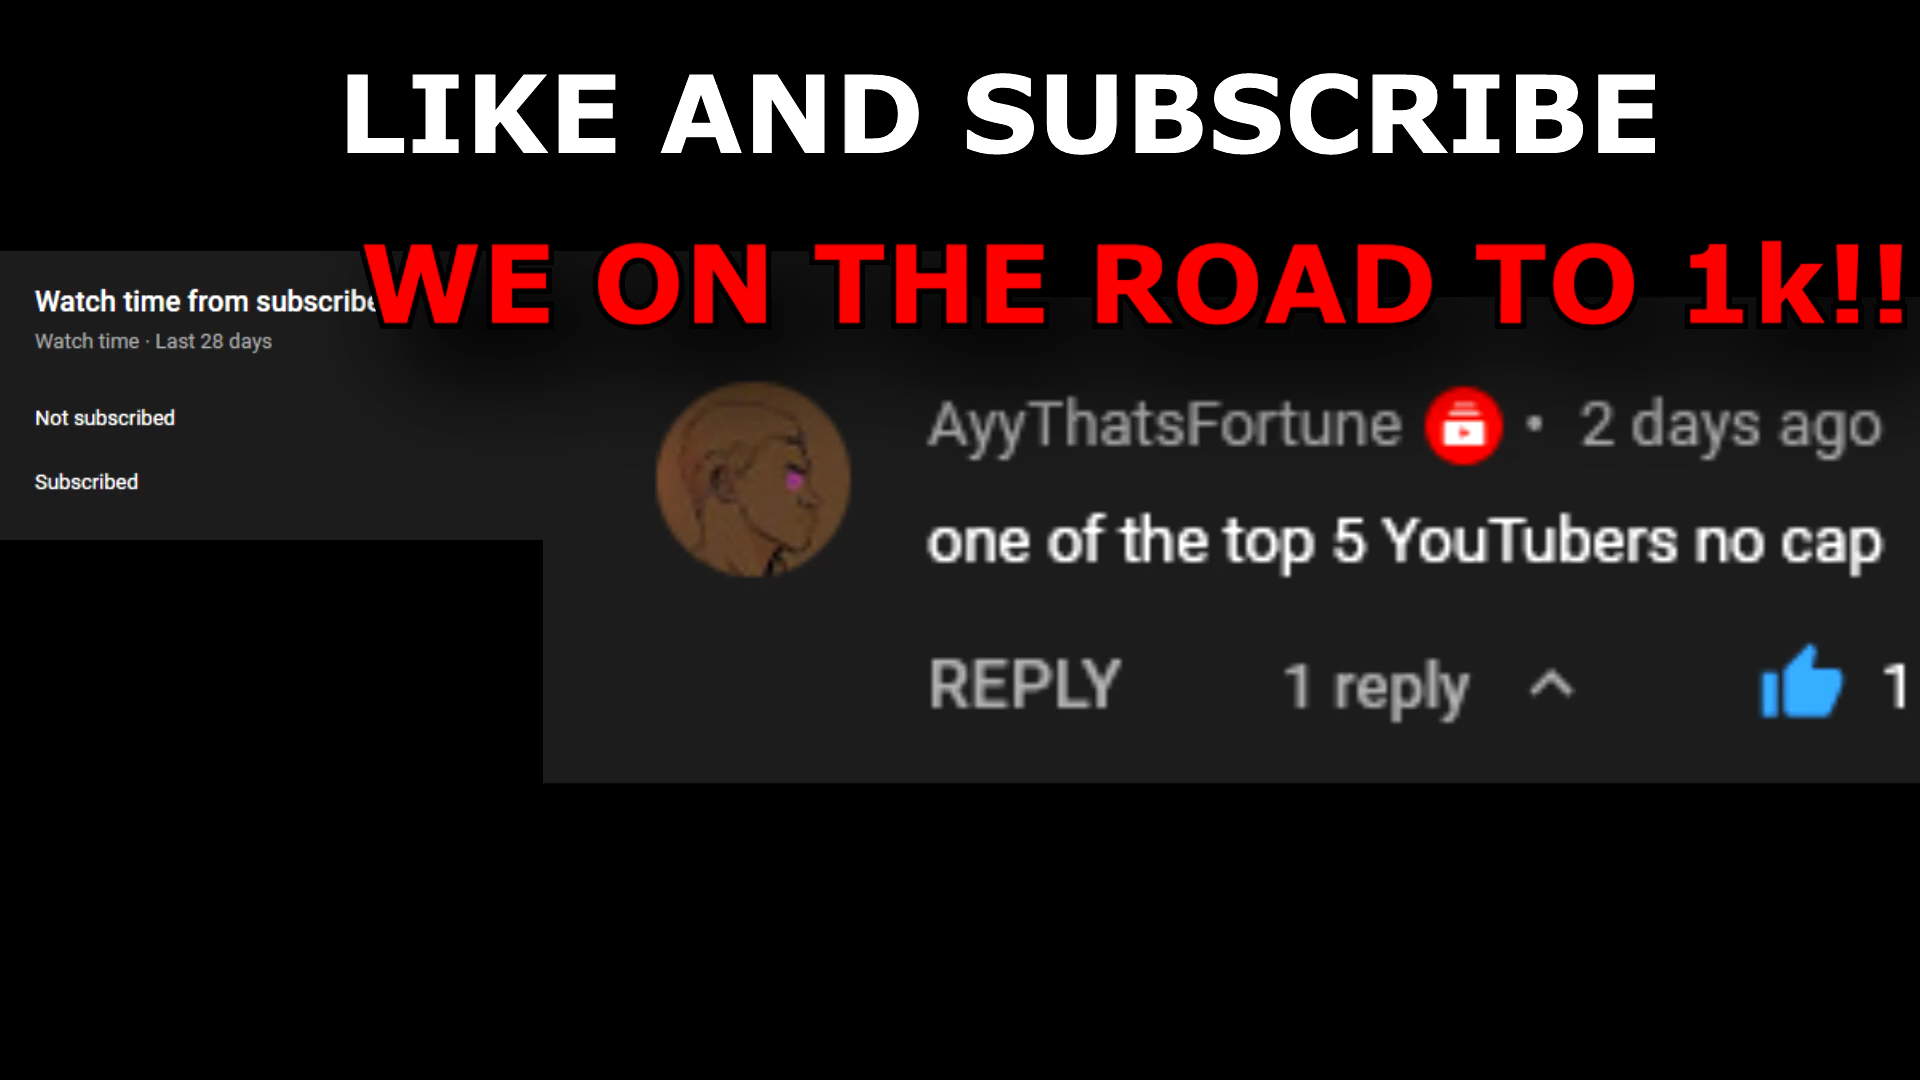 LIKE AND SUBSCRIBE
WE ON THE ROAD TO 1k!!
Watch time from
Watch time · Last 28 days
Not subscribed
Subscribed
AyyThatsFortune • 2 days ago
one of the top 5 YouTubers no cap
REPLY 1 reply 1